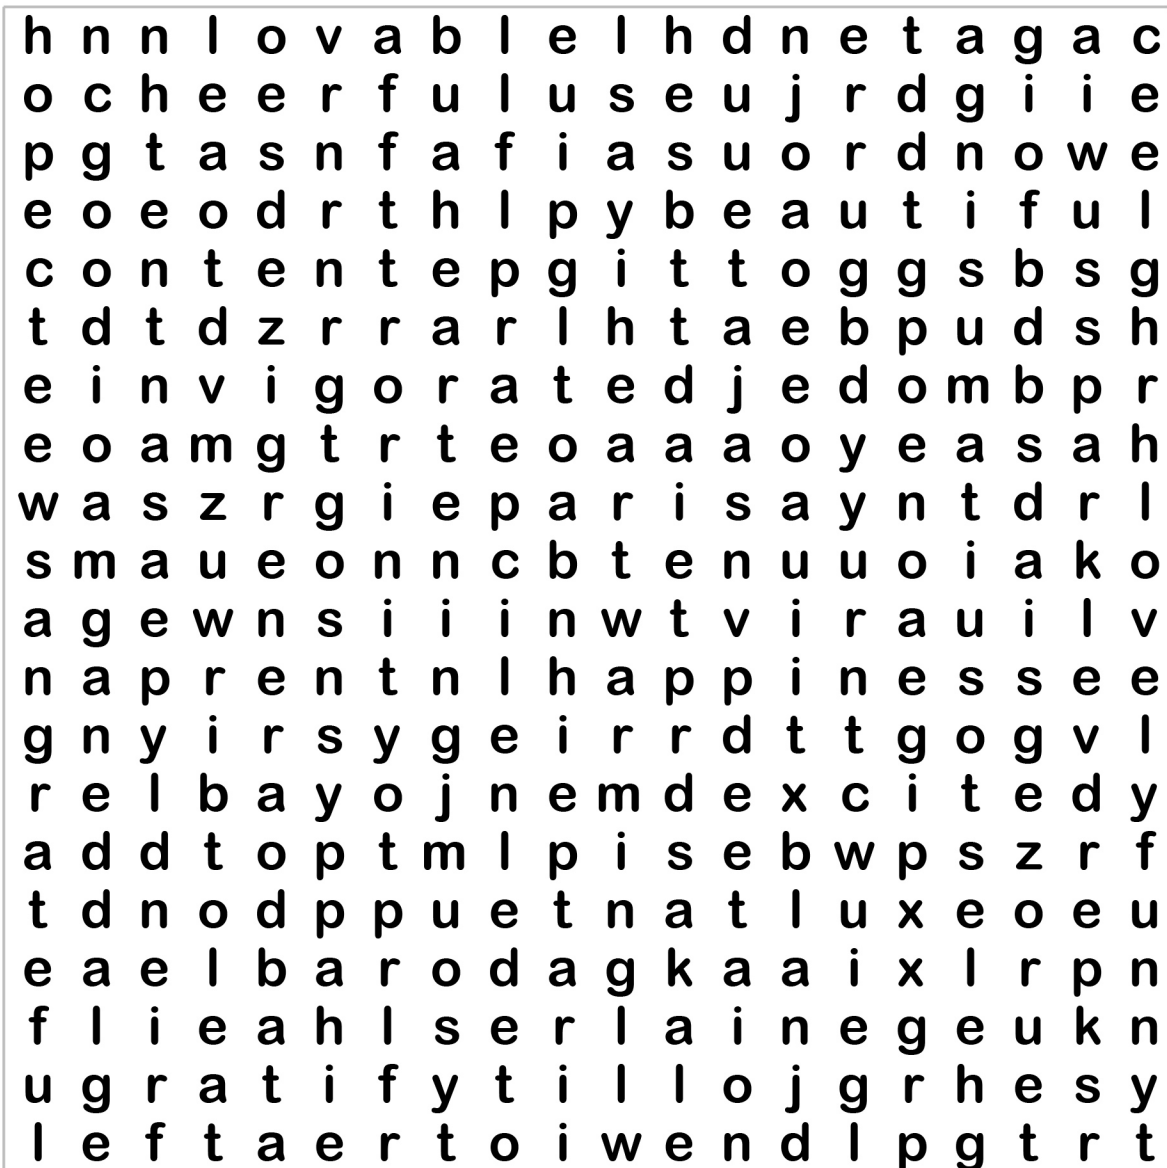 h n n l o v a b l e l h d n e t a g a c
o c h e e r f u l u s e u j r d g i i e
p g t a s n f a f i a s u o r d n o w e
e o e o d r t h l p y b e a u t i f u l
c o n t e n t e p g i t t o g g s b s g
t d t d z r r a r l h t a e b p u d s h
e i n v i g o r a t e d j e d o m b p r
e o a m g t r t e o a a a o y e a s a h
w a s z r g i e p a r i s a y n t d r l
s m a u e o n n c b t e n u u o i a k o
a g e w n s i i i n w t v i r a u i l v
n a p r e n t n l h a p p i n e s s e e
g n y i r s y g e i r r d t t g o g v l
r e l b a y o j n e m d e x c i t e d y
a d d t o p t m l p i s e b w p s z r f
t d n o d p p u e t n a t l u x e o e u
e a e l b a r o d a g k a a i x l r p n
f l i e a h l s e r l a i n e g e u k n
u g r a t i f y t i l l o j g r h e s y
l e f t a e r t o i w e n d l p g t r t